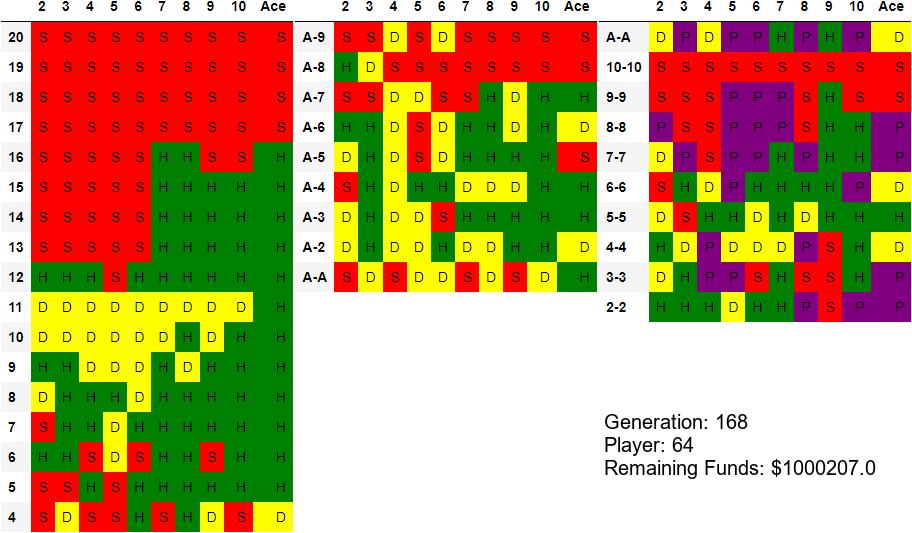 2 3 4 5 6 7 8 9 10 Ace
20 S S S S S S S S S S
19 S S S S S S S S S S
18 S S S S S S S S S S
17 S S S S S S S S S S
16 S S S S S H H S S H
15 S S S S S H H H H H
14 S S S S S H H H H H
13 S S S S S H H H H H
12 H H H S H H H H H H
11 D D D D D D D D D H
10 D D D D D D H D H H
9 H H D D D H D H H H
8 D H H H D H H H H H
7 S H H D H H H H H H
6 H H S D S H H S H H
5 S S H S H H H H H H
4 S D S S H S H D S D
2 3 4 5 6 7 8 9 10 Ace
A-9 S S D S D S S S S S
A-8 H D S S S S S S S S
A-7 S S D D S S H D H H
A-6 H H D S D H H D H D
A-5 D H D S D H H H H S
A-4 S H D H H D D D H H
A-3 D H D D S H H H H H
A-2 D H D D H D D H H D
A-A S D S D D S D S D H
2 3 4 5 6 7 8 9 10 Ace
A-A D P D P P H P H P D
10-10 S S S S S S S S S S
9-9 S S S P P P S H S S
8-8 P S S P P P S H H P
7-7 D P S P P H P H H P
6-6 S H D P H H H H P D
5-5 D S H H D H D H H H
4-4 H D P D D D P S H D
3-3 D H P P S H S S H P
2-2 H H H D H H P S P P
Generation: 168
Player: 64
Remaining Funds: $1000207.0